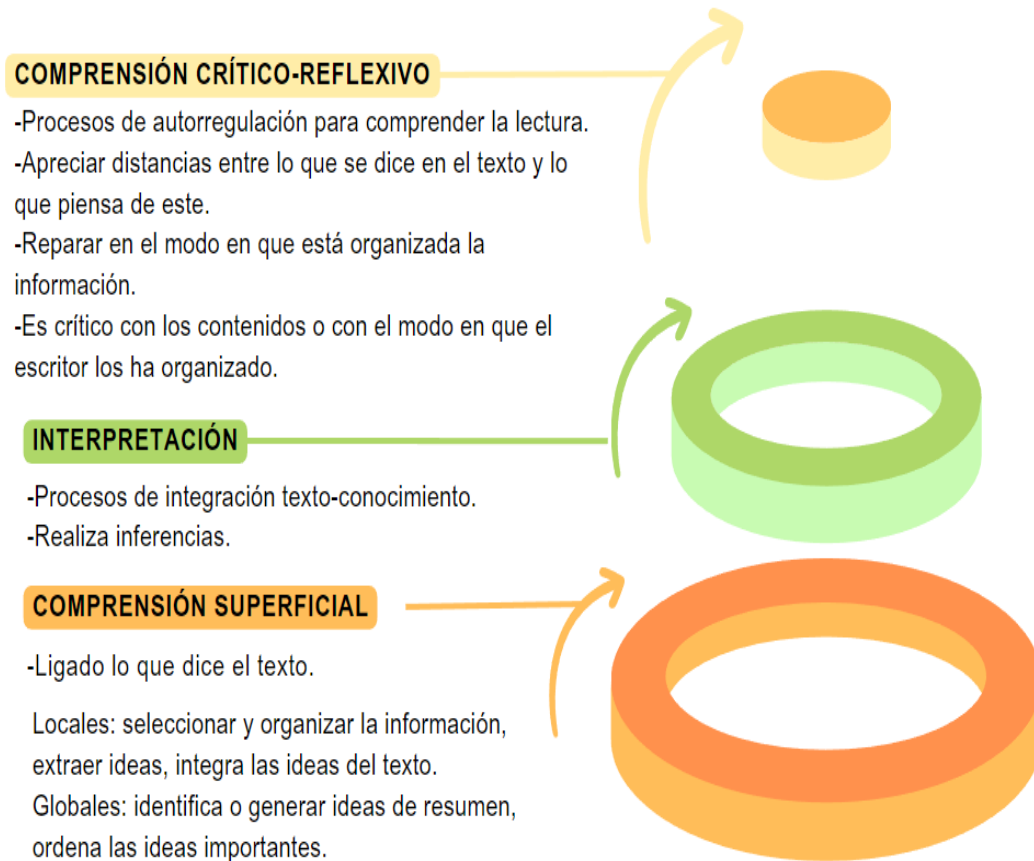 COMPRENSIÓN CRÍTICO-REFLEXIVO
-Procesos de autorregulación para comprender la lectura.
-Apreciar distancias entre lo que se dice en el texto y lo
que piensa de este.
-Reparar en el modo en que está organizada la
información.
-Es crítico con los contenidos o con el modo en que el
escritor los ha organizado.
INTERPRETACIÓN
-Procesos de integración texto-conocimiento.
-Realiza inferencias.
COMPRENSIÓN SUPERFICIAL
-Ligado lo que dice el texto.
Locales: seleccionar y organizar la información,
extraer ideas, integra las ideas del texto.
Globales: identifica o generar ideas de resumen,
ordena las ideas importantes.